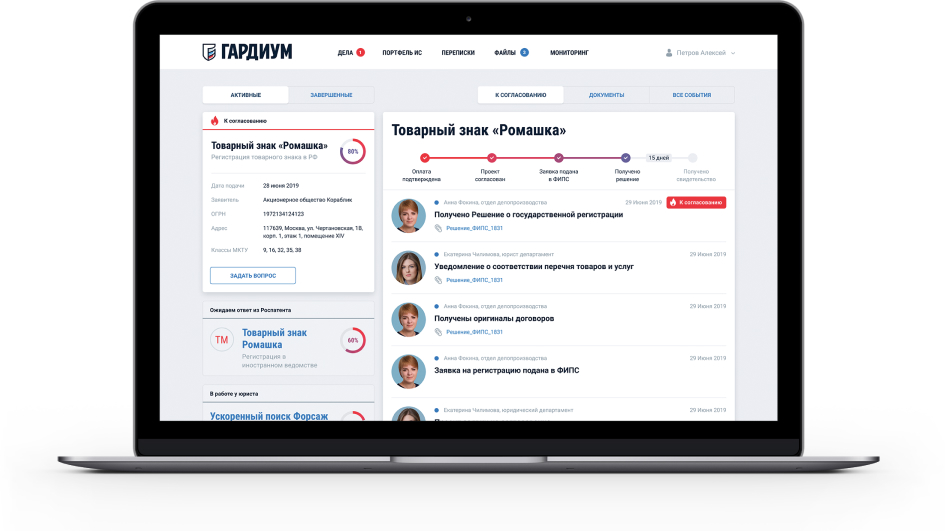 ГАРДИУМ
ДЕЛА 1
ПОРТФЕЛЬ ИС
ПЕРЕПИСКИ
ФАЙЛЫ 2
МОНИТОРИНГ
Петров Алексей
АКТИВНЫЕ
ЗАВЕРШЕННЫЕ
К согласованию
Товарный знак «Ромашка»
Регистрация товарного знака в РФ
80%
Дата подачи 28 июня 2019
Заявитель Акционерное общество Кораблик
ОГРН 1972134124123
Адрес 117639, Москва, ул. Чертановская, 18,
корп. 1, этаж 1, помещение XIV
Классы МКТУ 9, 16, 32, 35, 38
ЗАДАТЬ ВОПРОС
Ожидаем ответ из Роспатента
ТМ
Товарный знак
Ромашка
Регистрация в
иностранном ведомстве
60%
В работе у юриста
Ускоренный поиск Форсаж
К СОГЛАСОВАНИЮ
ДОКУМЕНТЫ
ВСЕ СОБЫТИЯ
Товарный знак «Ромашка»
15 дней
Оплата
подтверждена
Проект
согласован
Заявка подана
в ФИПС
Получено
решение
Получено
свидетельство
Анна Фокина, отдел делопроизводства
29 Июня 2019
К согласованию
Получено Решение о государственной регистрации
Решение_ФИПС_1831
Екатерина Чиликова, юрист департамент
29 Июня 2019
Уведомление о соответствии перечня товаров и услуг
Решение_ФИПС_1831
Анна Фокина, отдел делопроизводства
29 Июня 2019
Получены оригиналы договоров
Решение_ФИПС_1831
Анна Фокина, отдел делопроизводства
29 Июня 2019
Заявка на регистрацию подана в ФИПС
Екатерина Чиликова, юридический департамент
29 Июня 2019